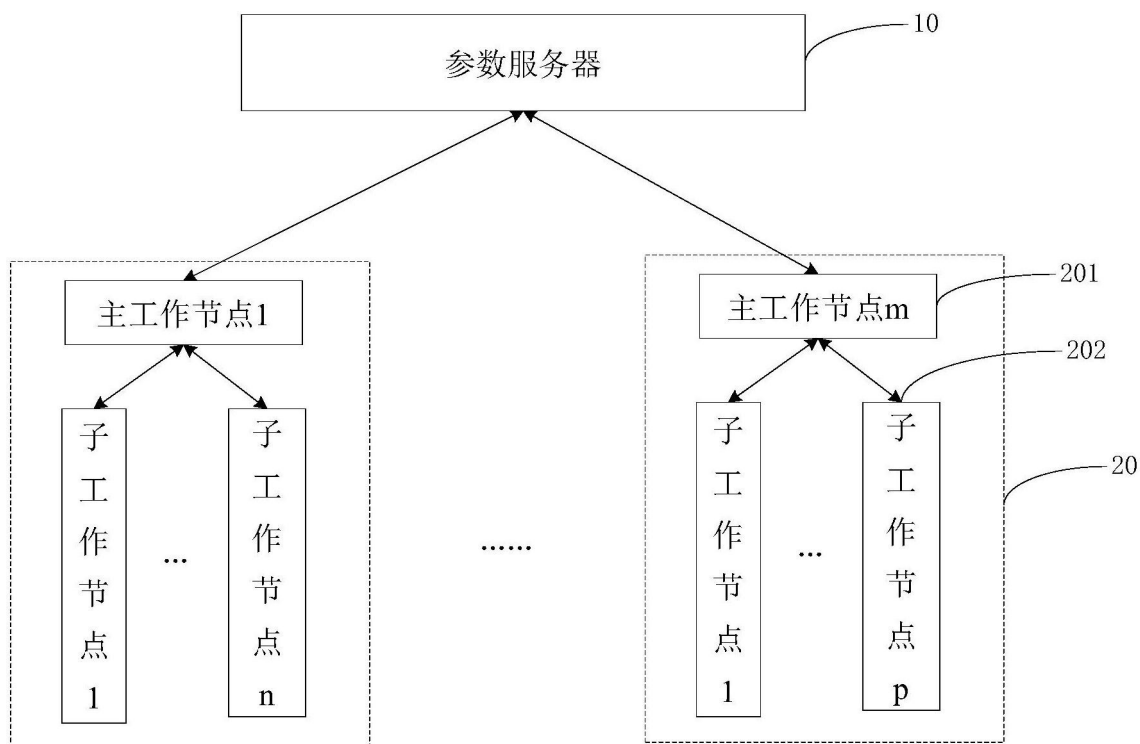 参数服务器
10
主工作节点1
主工作节点m
201
202
子工作节点1
...
子工作节点n
......
子工作节点1
...
子工作节点p
20